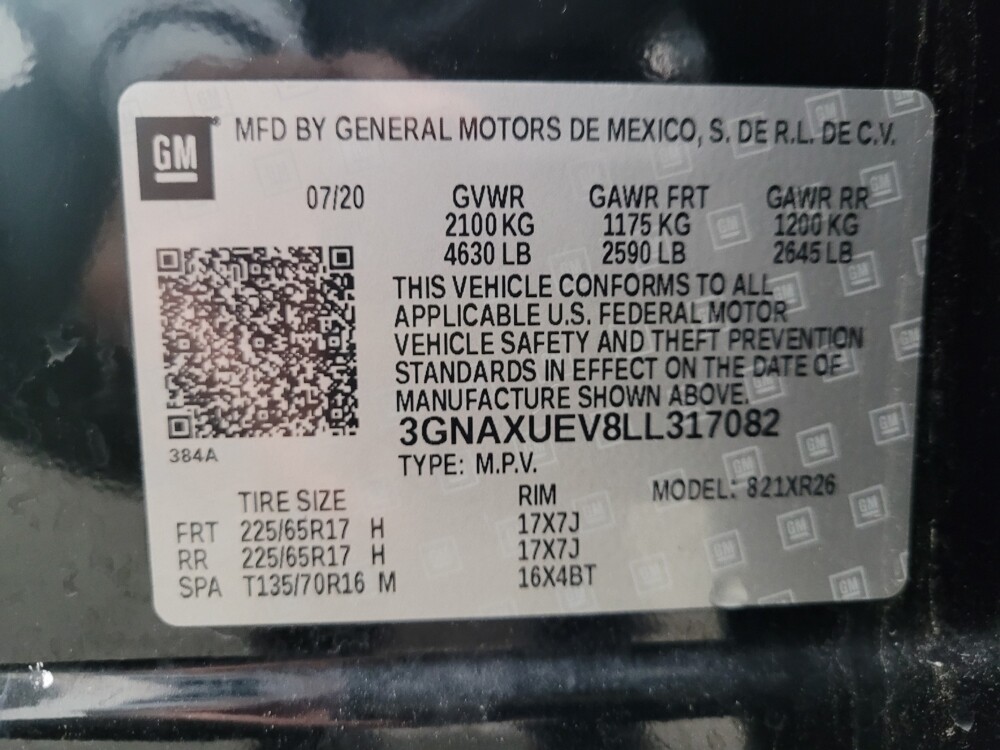 GM MFD BY GENERAL MOTORS DE MEXICO, S. DE R.L. DE C.V.
07/20 GVWR GAWR FRT GAWR RR
2100 KG 1175 KG 1200 KG
4630 LB 2590 LB 2645 LB
THIS VEHICLE CONFORMS TO ALL
APPLICABLE U.S. FEDERAL MOTOR
VEHICLE SAFETY AND THEFT PREVENTION
STANDARDS IN EFFECT ON THE DATE OF
MANUFACTURE SHOWN ABOVE.
3GNAXUEV8LL317082
384A TYPE: M.P.V.
TIRE SIZE RIM MODEL: 821XR26
FRT 225/65R17 H 17X7J
RR 225/65R17 H 17X7J
SPA T135/70R16 M 16X4BT